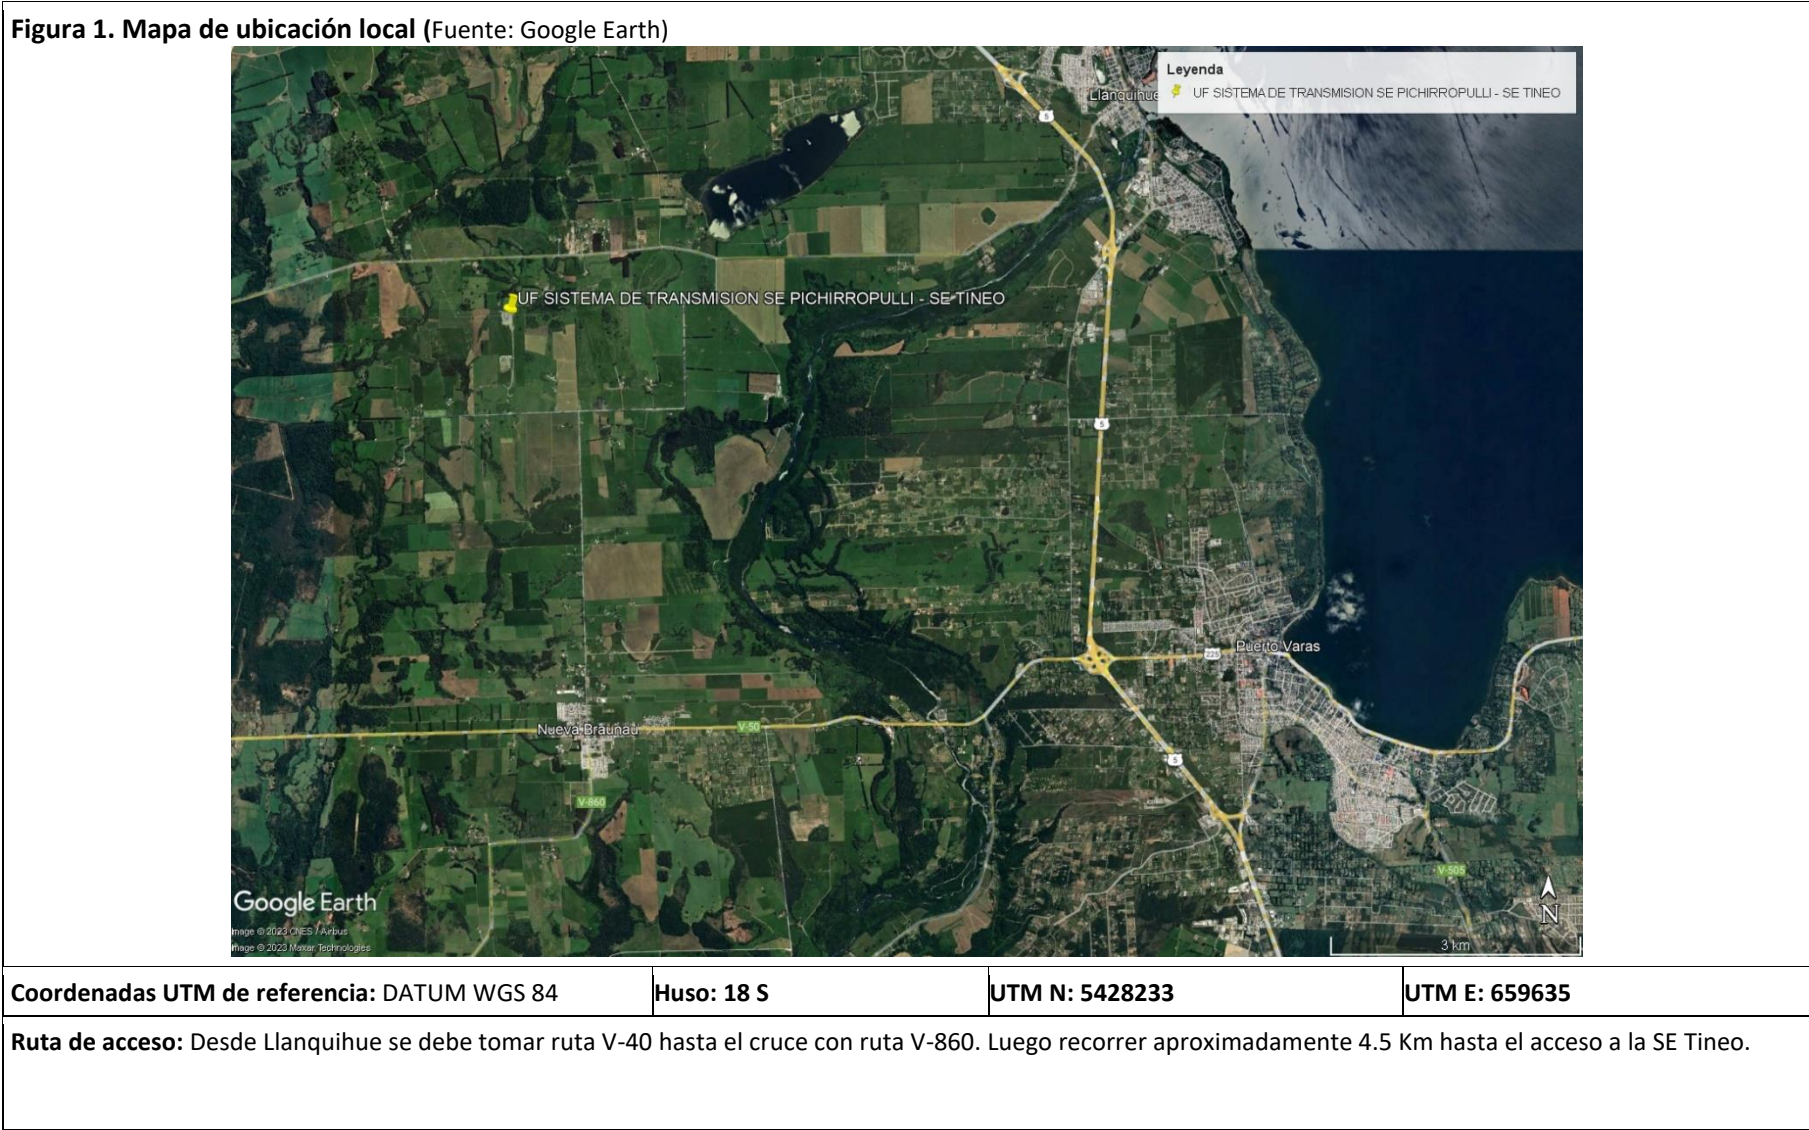 Figura 1. Mapa de ubicación local (Fuente: Google Earth)
Leyenda
UF SISTEMA DE TRANSMISION SE PICHIRROPULLI - SE TINEO
Llanquihue
5
UF SISTEMA DE TRANSMISION SE PICHIRROPULLI - SE TINEO
5
225
Puerto Varas
Nueva Braunau
V-50
5
V-860
V-505
Google Earth
Image © 2023 CNES / Airbus
Image © 2023 Maxar Technologies
N
3 km
Coordenadas UTM de referencia: DATUM WGS 84
Huso: 18 S
UTM N: 5428233
UTM E: 659635
Ruta de acceso: Desde Llanquihue se debe tomar ruta V-40 hasta el cruce con ruta V-860. Luego recorrer aproximadamente 4.5 Km hasta el acceso a la SE Tineo.